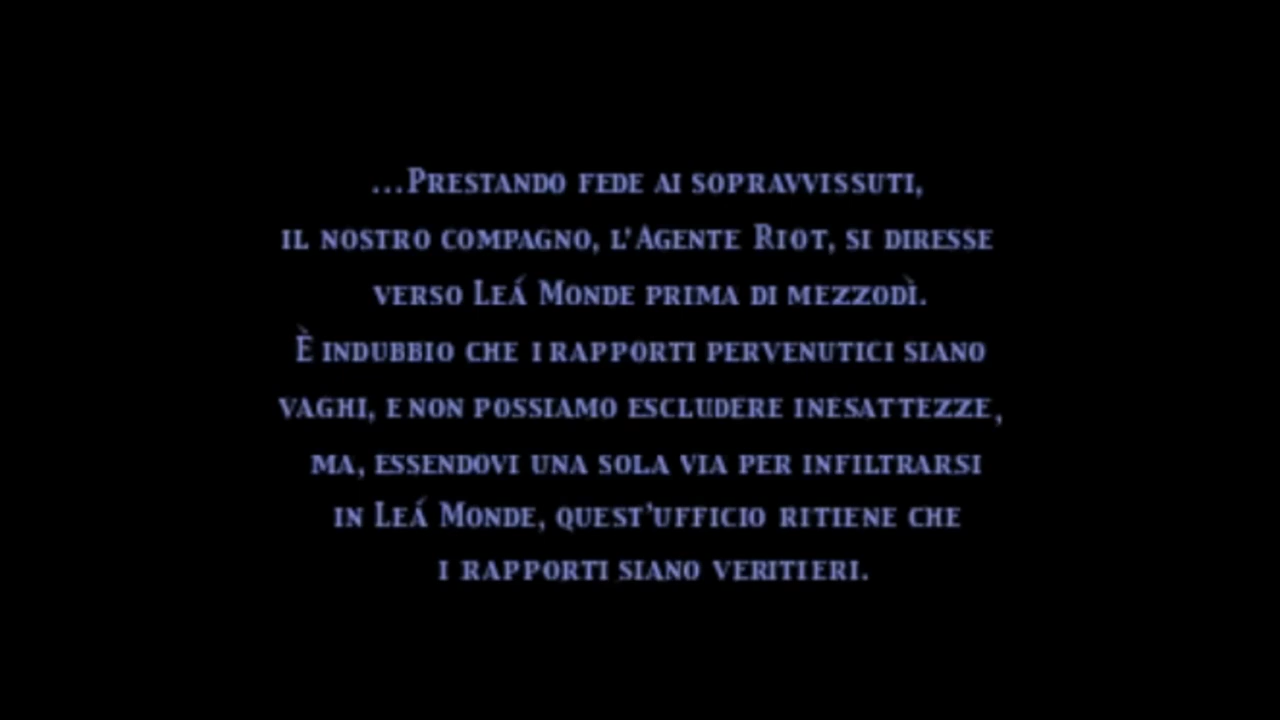 ...Prestando fede ai sopravvissuti,
il nostro compagno, l'Agente Riot, si diresse
verso Leá Monde prima di mezzodì.
È indubbio che i rapporti pervenutici siano
vaghi, e non possiamo escludere inesattezze,
ma, essendovi una sola via per infiltrarsi
in Leá Monde, quest'ufficio ritiene che
i rapporti siano veritieri.